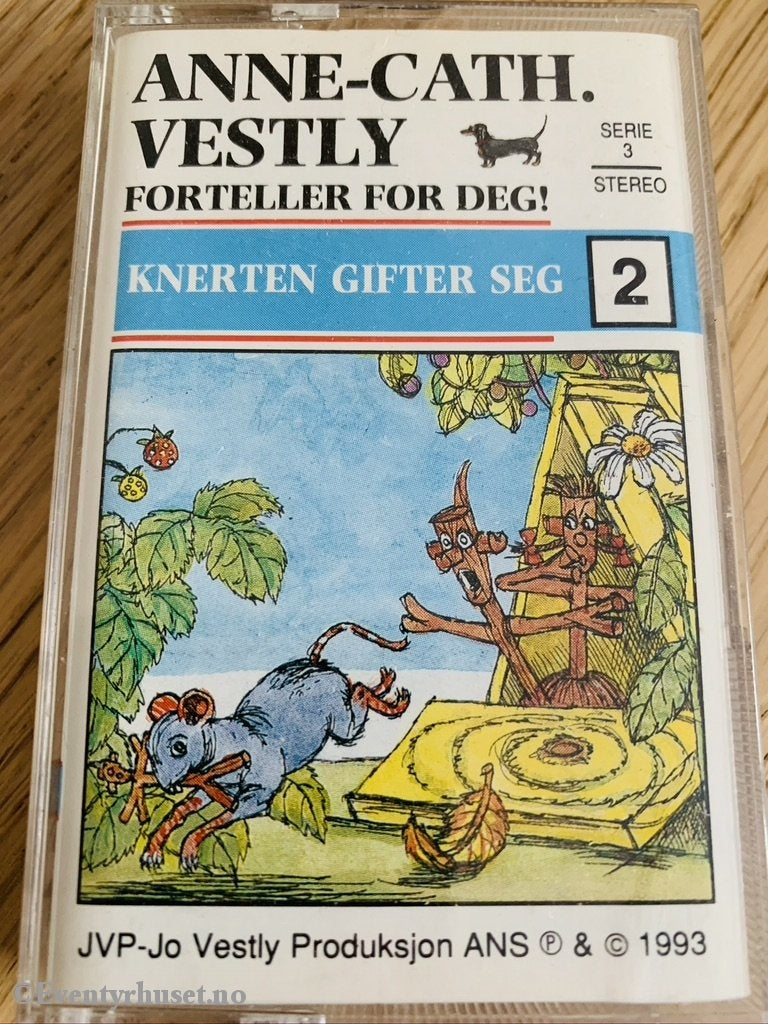 ANNE-CATH.
VESTLY
FORTELLER FOR DEG!
SERIE
3
STEREO
KNERTEN GIFTER SEG
2
JVP-Jo Vestly Produksjon ANS ℗ & © 1993
© Eventyrhuset.no